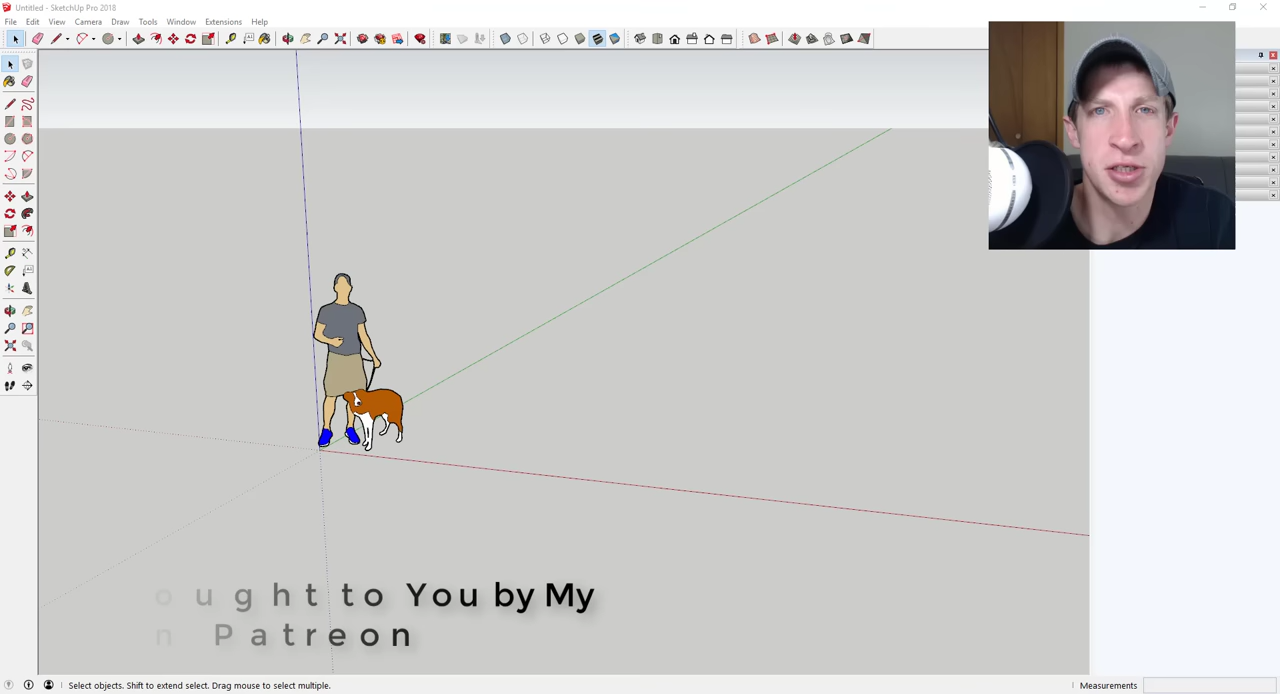 Untitled - SketchUp Pro 2018
File Edit View Camera Draw Tools Window Extensions Help
ought to You by My
n Patreon
Select objects. Shift to extend select. Drag mouse to select multiple.
Measurements